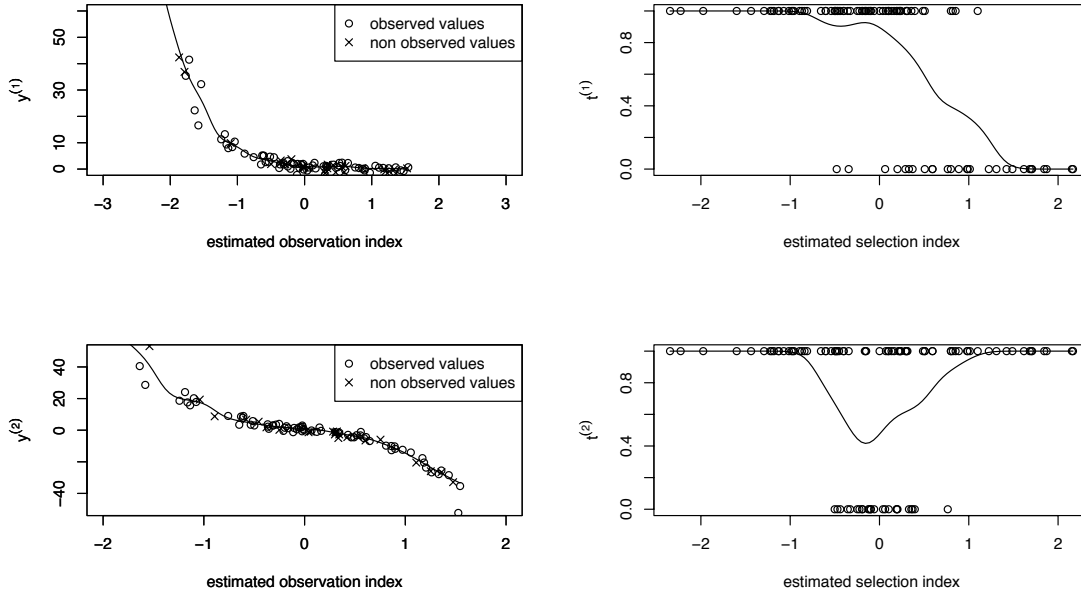 y(1)
60
50
30
10
0
observed values
non observed values
−3 −2 −1 0 1 2 3
estimated observation index
t(1)
0.8
0.4
0.0
−2 −1 0 1 2
estimated selection index
y(2)
40
20
0
−40
observed values
non observed values
−2 −1 0 1 2
estimated observation index
t(2)
0.8
0.4
0.0
−2 −1 0 1 2
estimated selection index